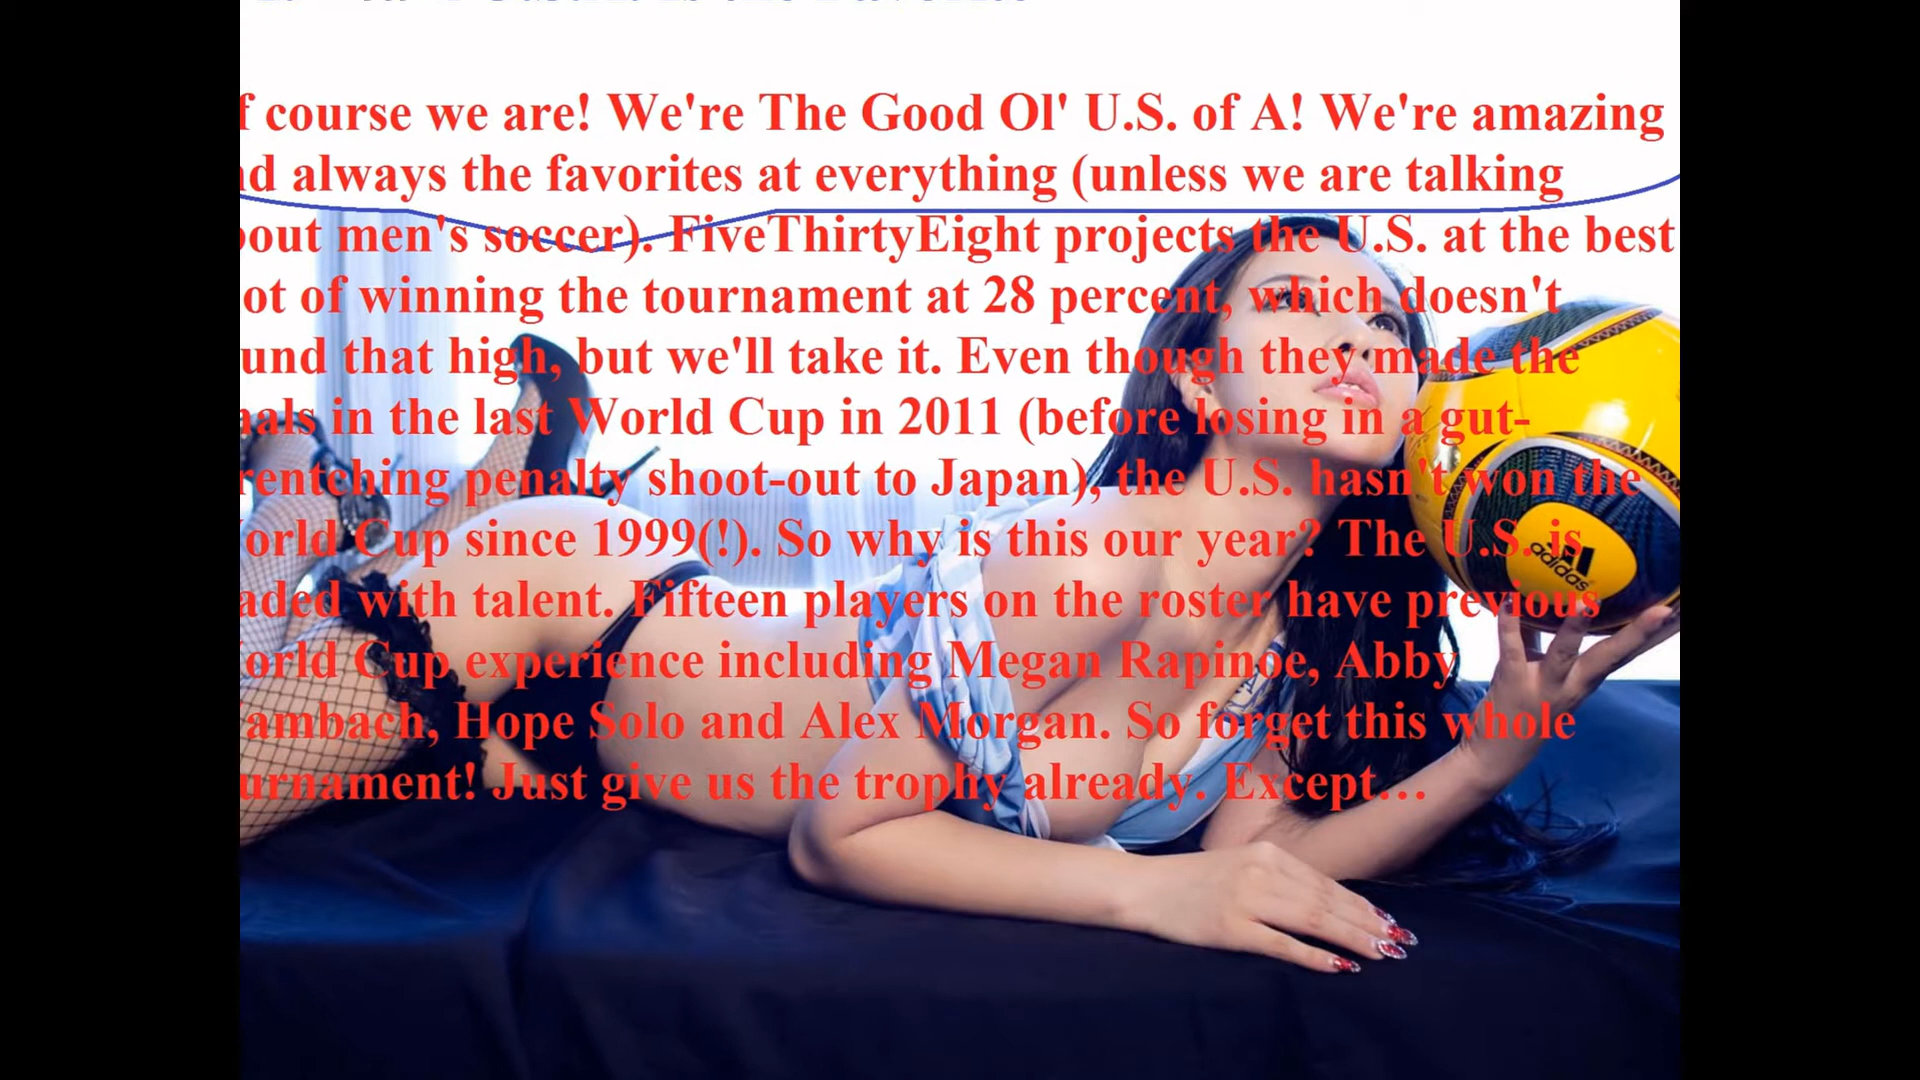 f course we are! We're The Good Ol' U.S. of A! We're amazing
d always the favorites at everything (unless we are talking
out men's soccer). FiveThirtyEight projects the U.S. at the best
ot of winning the tournament at 28 percent, which doesn't
und that high, but we'll take it. Even though they made the
als in the last World Cup in 2011 (before losing in a gut-
rentching penalty shoot-out to Japan), the U.S. hasn't won the
orld Cup since 1999(!). So why is this our year? The U.S. is
aded with talent. Fifteen players on the roster have previous
orld Cup experience including Megan Rapinoe, Abby
ambach, Hope Solo and Alex Morgan. So forget this whole
urnament! Just give us the trophy already. Except…
adidas